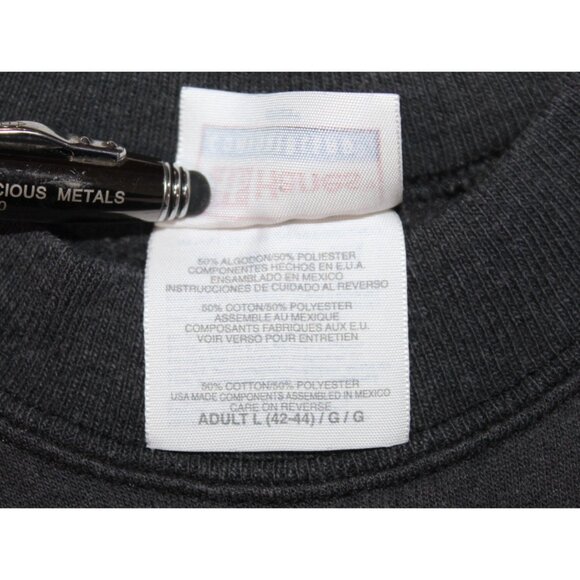 CIOUS METALS
0
50% ALGODON/50% POLIESTER
COMPONENTES HECHOS EN E.U.A.
ENSAMBLADO EN MEXICO
INSTRUCCIONES DE CUIDADO AL REVERSO
50% COTON/50% POLYESTER
ASSEMBLE AU MEXIQUE
COMPOSANTS FABRIQUES AUX E.U.
VOIR VERSO POUR ENTRETIEN
50% COTTON/50% POLYESTER
USA MADE COMPONENTS ASSEMBLED IN MEXICO
CARE ON REVERSE
ADULT L (42-44) / G / G